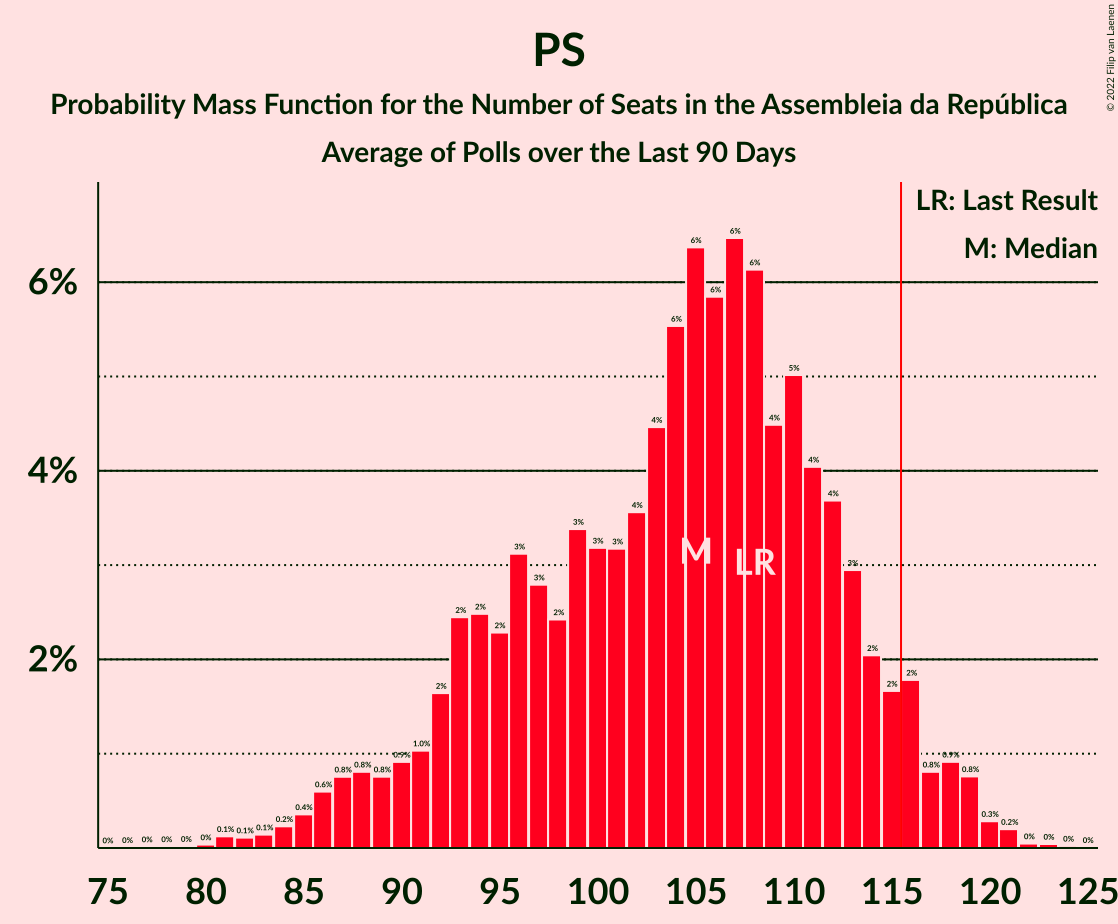 PS
Probability Mass Function for the Number of Seats in the Assembleia da República
Average of Polls over the Last 90 Days
© 2022 Filip van Laenen
LR: Last Result
M: Median
6%
4%
2%
0% 0% 0% 0% 0% 0% 0.1% 0.1% 0.1% 0.2% 0.4% 0.6% 0.8% 0.8% 0.8% 0.9% 1.0% 2% 2% 2% 2% 3% 3% 2% 3% 3% 3% 4% 4% 6% 6% 6% 6% 6% 4% 5% 4% 4% 3% 2% 2% 2% 0.8% 0.9% 0.8% 0.3% 0.2% 0% 0% 0% 0%
M
LR
75 80 85 90 95 100 105 110 115 120 125